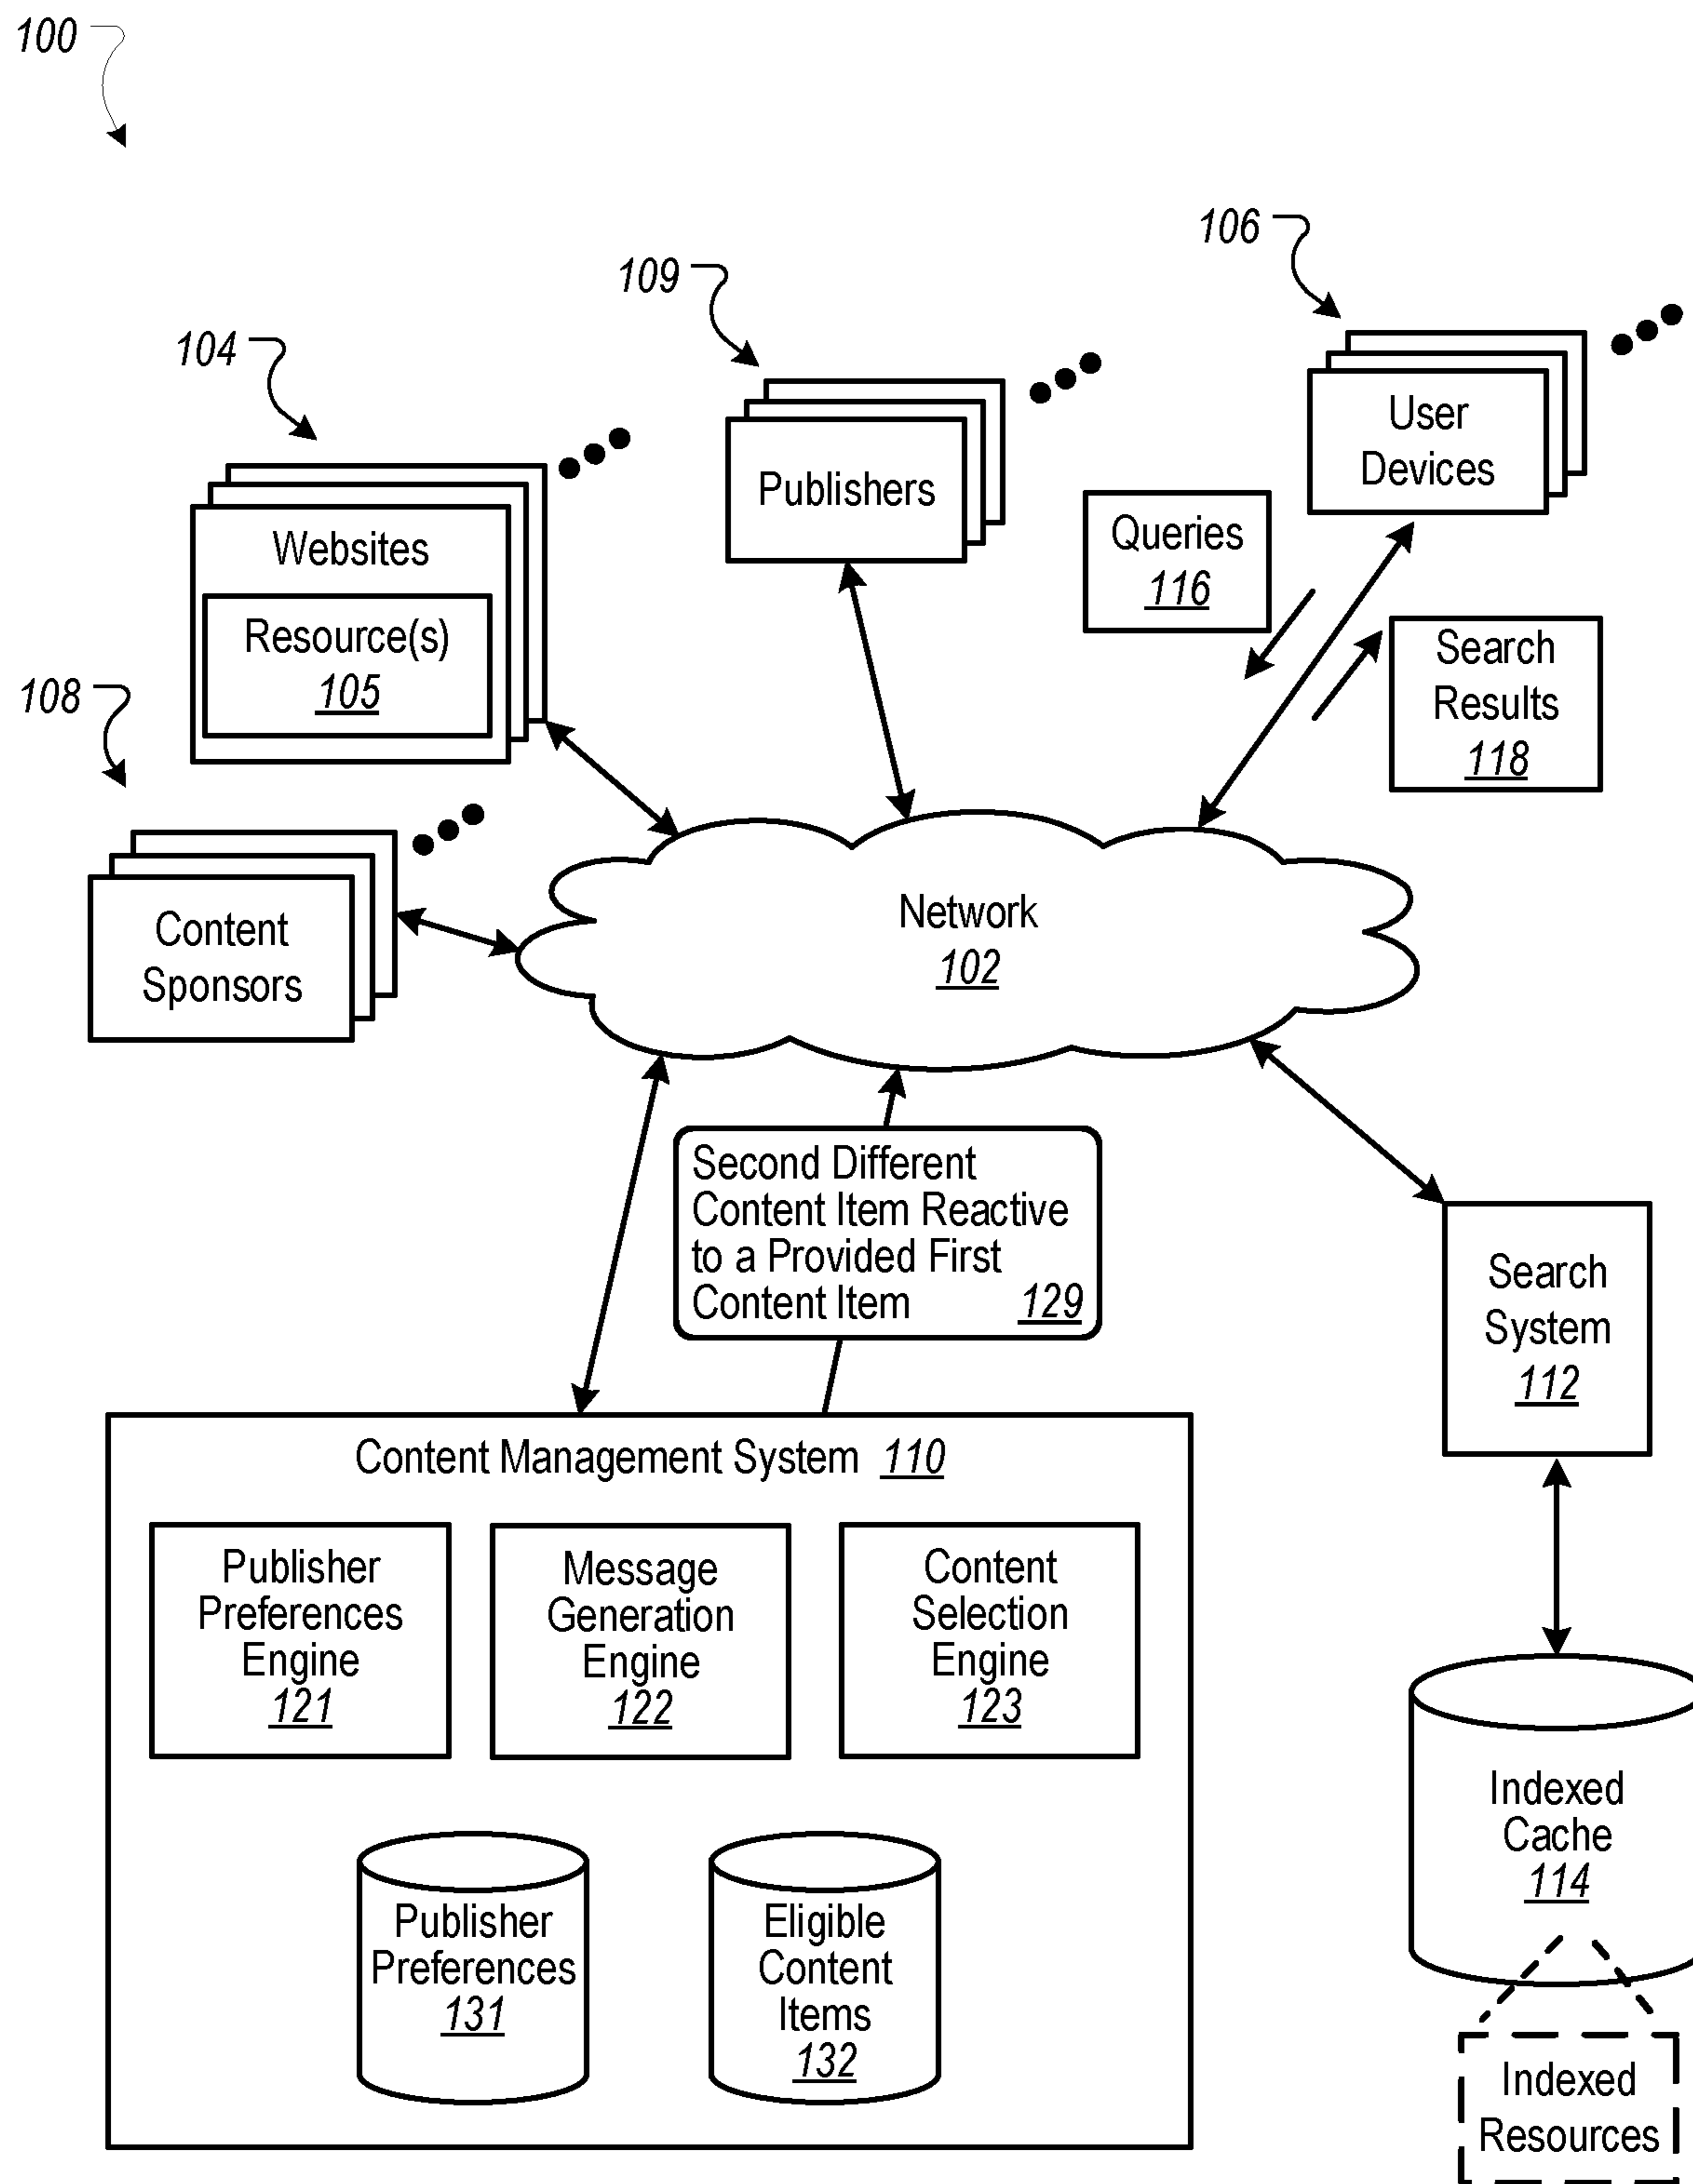 100
106
109
104
User
Devices
Publishers
Queries
116
Websites
Resource(s)
105
Search
Results
118
108
Content
Sponsors
Network
102
Second Different
Content Item Reactive
to a Provided First
Content Item 129
Search
System
112
Content Management System 110
Publisher
Preferences
Engine
121
Message
Generation
Engine
122
Content
Selection
Engine
123
Indexed
Cache
114
Publisher
Preferences
131
Eligible
Content
Items
132
Indexed
Resources